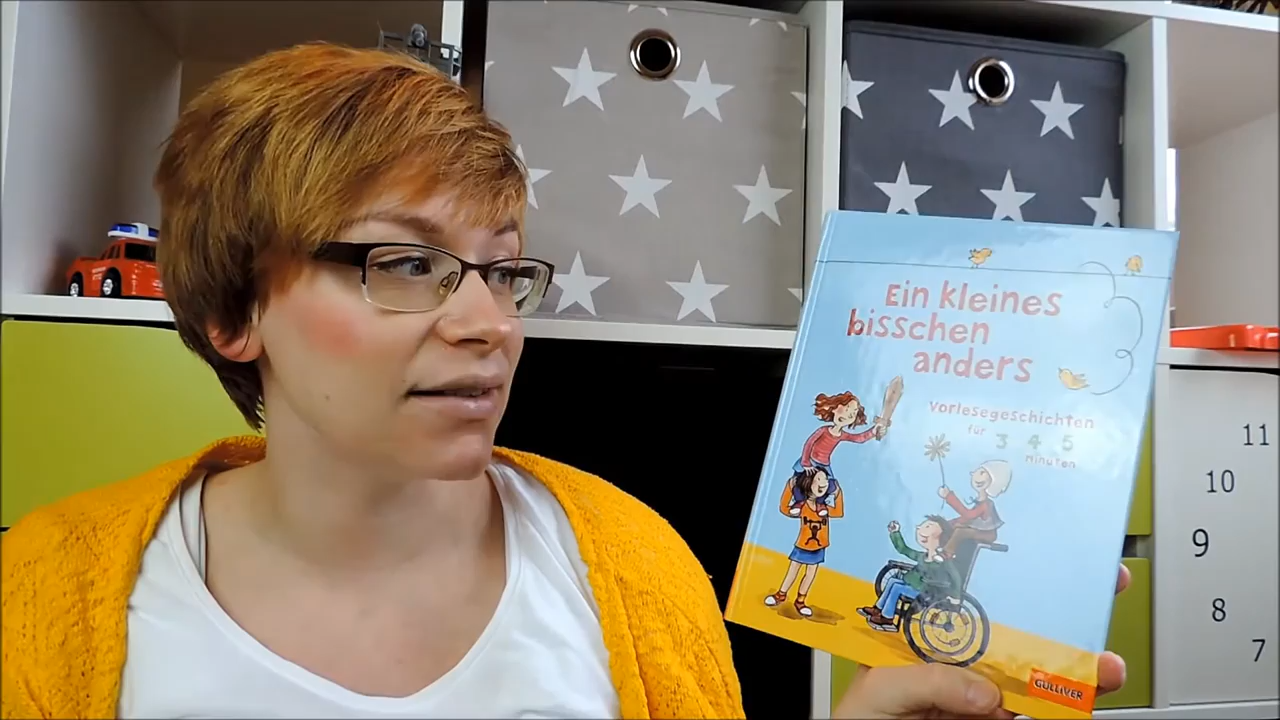 Ein kleines
bisschen
anders
Vorlesegeschichten
für 3 4 5
Minuten
GULLIVER
11
10
9
8
7